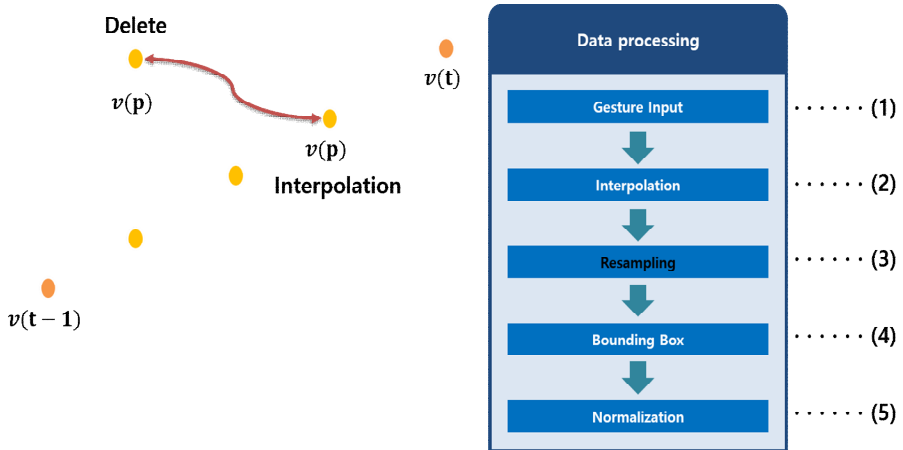 Delete
v(p)
v(p)
Interpolation
v(t)
v(t − 1)
Data processing
Gesture Input ······ (1)
Interpolation ······ (2)
Resampling ······ (3)
Bounding Box ······ (4)
Normalization ······ (5)